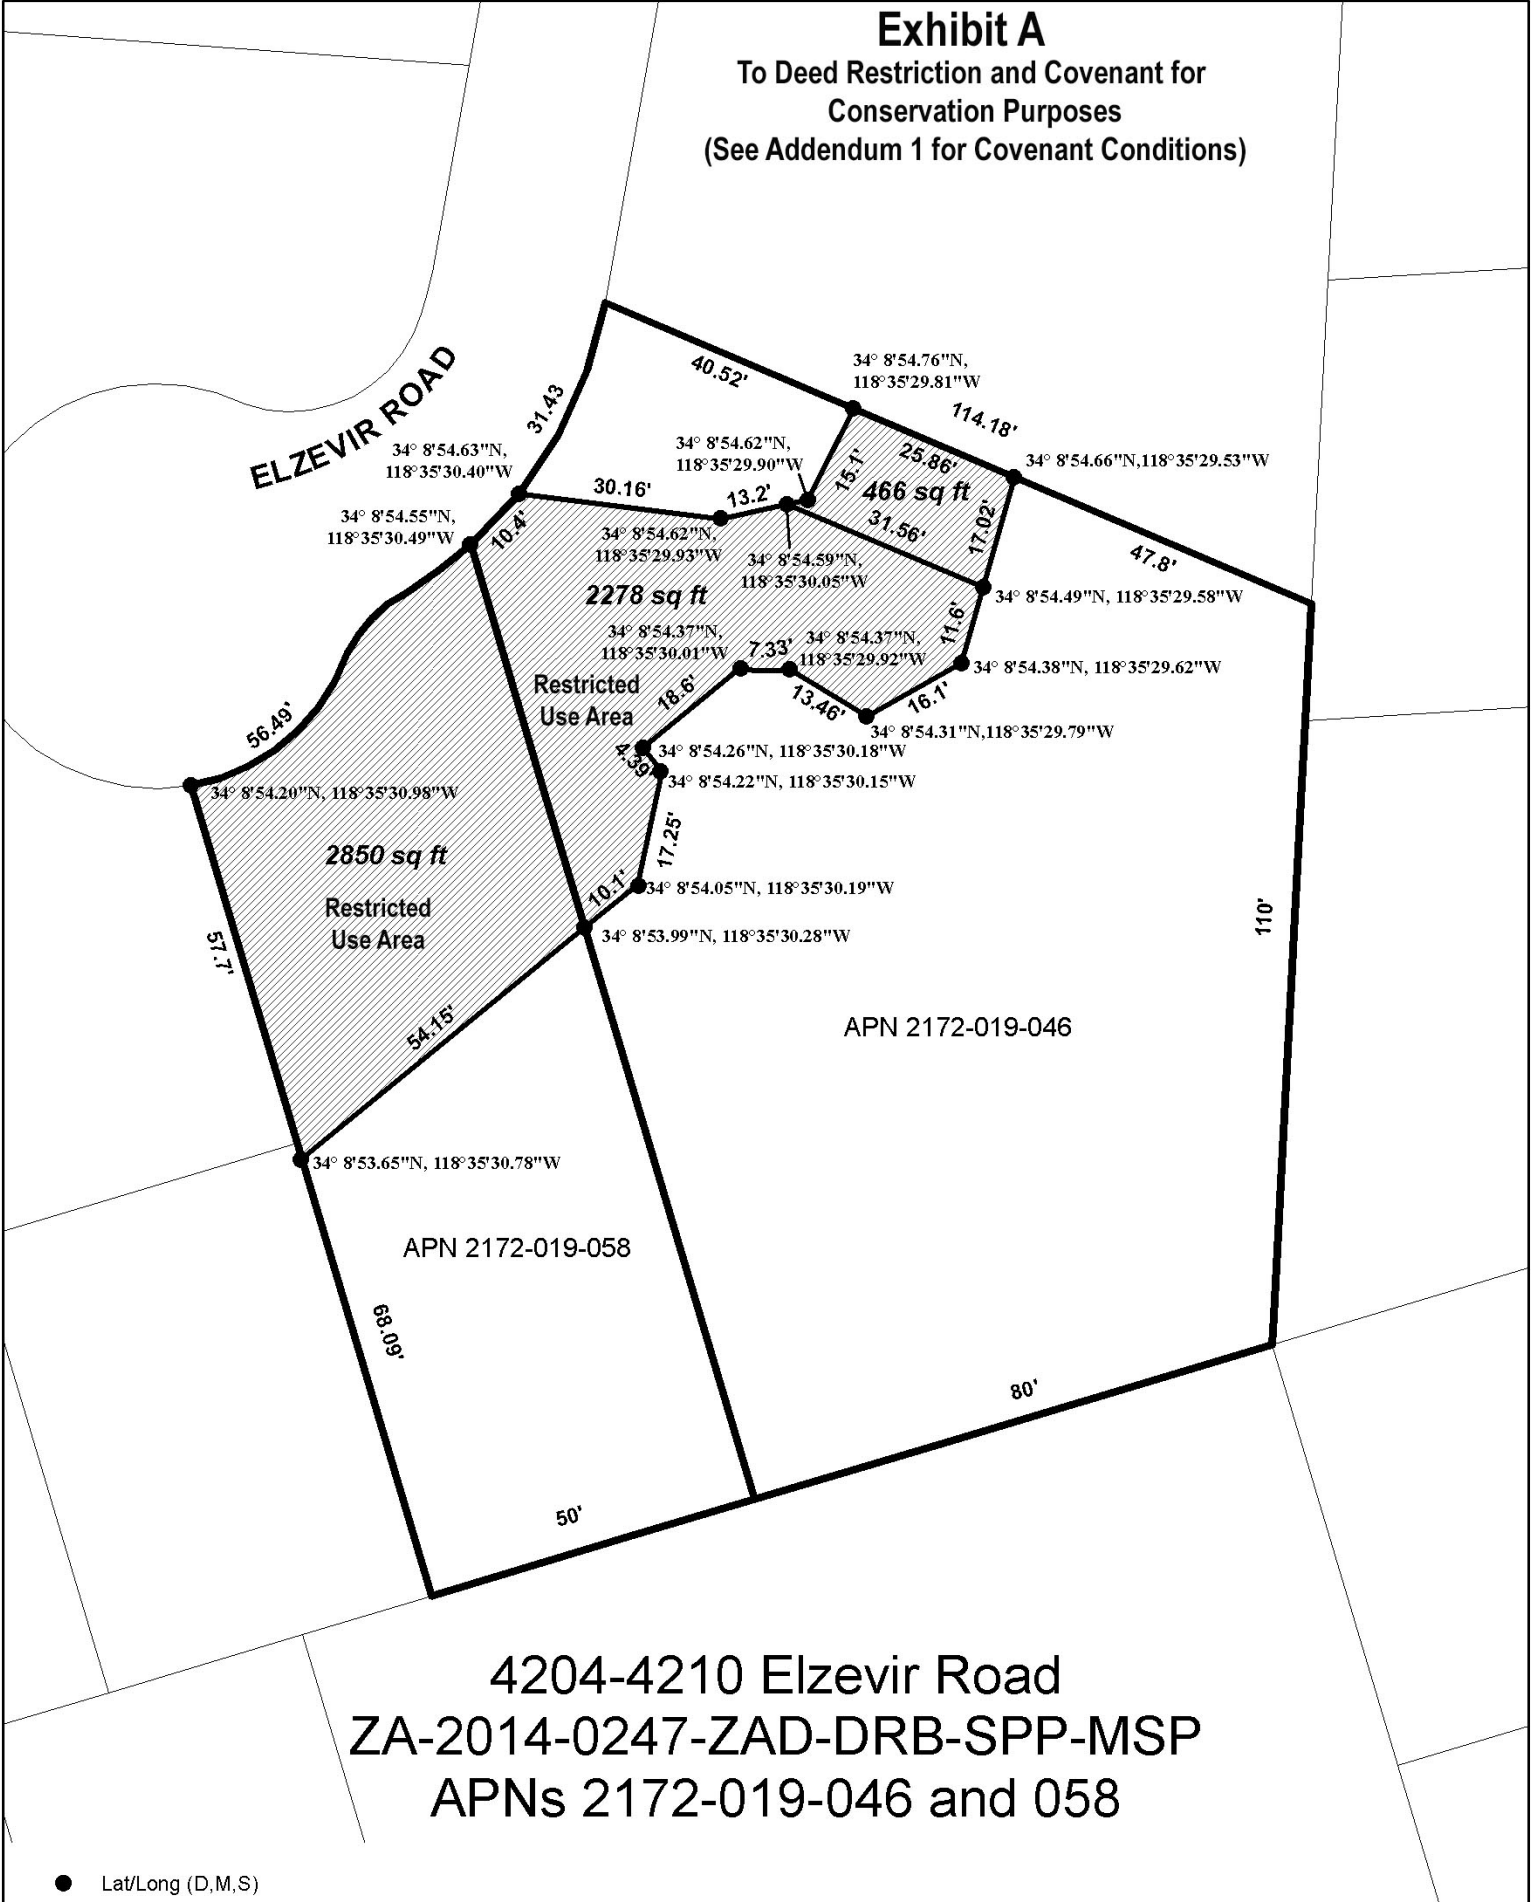 Exhibit A
To Deed Restriction and Covenant for
Conservation Purposes
(See Addendum 1 for Covenant Conditions)
ELZEVIR ROAD
31.43
40.52'
34° 8'54.76"N,
118°35'29.81"W
114.18'
34° 8'54.63"N,
118°35'30.40"W
34° 8'54.62"N,
118°35'29.90"W
15.1'
25.86'
34° 8'54.66"N,118°35'29.53"W
466 sq ft
30.16'
13.2'
31.56'
17.02'
47.8'
34° 8'54.55"N,
118°35'30.49"W
10.4'
34° 8'54.62"N,
118°35'29.93"W
34° 8'54.59"N,
118°35'30.05"W
2278 sq ft
34° 8'54.49"N, 118°35'29.58"W
11.6'
34° 8'54.37"N,
118°35'30.01"W
7.33'
34° 8'54.37"N,
118°35'29.92"W
34° 8'54.38"N, 118°35'29.62"W
Restricted
Use Area
18.6'
13.46'
16.1'
34° 8'54.31"N,118°35'29.79"W
56.49'
4.39'
34° 8'54.26"N, 118°35'30.18"W
34° 8'54.22"N, 118°35'30.15"W
34° 8'54.20"N, 118°35'30.98"W
17.25'
2850 sq ft
Restricted
Use Area
10.1'
34° 8'54.05"N, 118°35'30.19"W
34° 8'53.99"N, 118°35'30.28"W
110'
57.7'
54.15'
APN 2172-019-046
34° 8'53.65"N, 118°35'30.78"W
APN 2172-019-058
68.09'
80'
50'
4204-4210 Elzevir Road
ZA-2014-0247-ZAD-DRB-SPP-MSP
APNs 2172-019-046 and 058
Lat/Long (D,M,S)